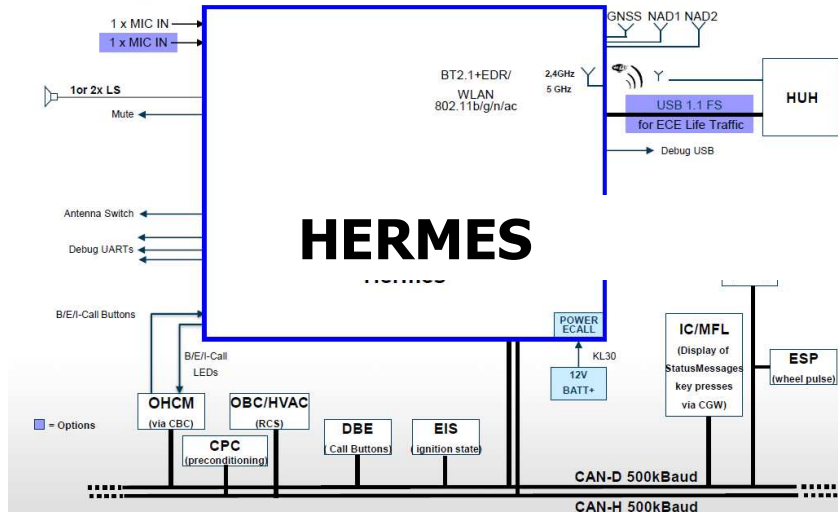 1 x MIC IN
1 x MIC IN
1or 2x LS
Mute
Antenna Switch
Debug UARTs
B/E/I-Call Buttons
B/E/I-Call
LEDs
GNSS NAD1 NAD2
BT2.1+EDR/
WLAN
802.11b/g/n/ac
2,4GHz
5 GHz
USB 1.1 FS
for ECE Life Traffic
HUH
Debug USB
HERMES
POWER
ECALL
KL30
12V
BATT+
IC/MFL
(Display of
StatusMessages
key presses
via CGW)
ESP
(wheel pulse)
OHCM
(via CBC)
OBC/HVAC
(RCS)
CPC
(preconditioning)
DBE
( Call Buttons)
EIS
( ignition state)
= Options
CAN-D 500kBaud
CAN-H 500kBaud